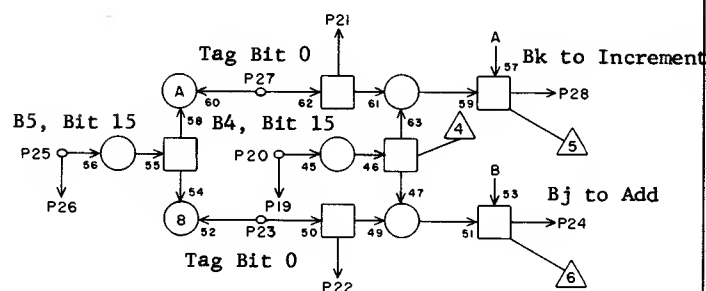 P21
Tag Bit 0
A
P27
57
Bk to Increment
A
60
62
61
59
P28
B5, Bit 15
58
B4, Bit 15
63
4
5
P25
56
55
P20
45
46
54
47
B
Bj to Add
P26
P19
53
B
52
P23
50
49
51
P24
Tag Bit 0
6
P22